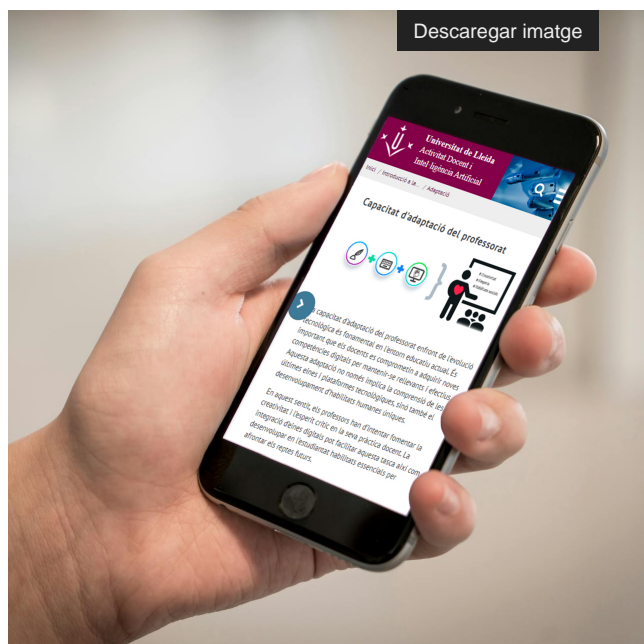 Descaregar imatge
Universitat de Lleida
Activitat Docent i
Intel·ligència Artificial
Inici / Introducció a la... / Adaptació
Capacitat d'adaptació del professorat
capacitat d'adaptació del professorat enfront de l'evolució
tecnològica és fonamental en l'entorn educatiu actual. És
important que els docents es comprometin a adquirir noves
competències digitals per mantenir-se rellevants i efectius.
Aquesta adaptació no només implica la comprensió de les
últimes eines i plataformes tecnològiques, sinó també el
desenvolupament d'habilitats humanes úniques.
En aquest sentit, els professors han d'intentar fomentar la
creativitat i l'esperit crític en la seva pràctica docent. La
integració d'eines digitals pot facilitar aquesta tasca així com
desenvolupar en l'estudiantat habilitats essencials per
afrontar els reptes futurs.